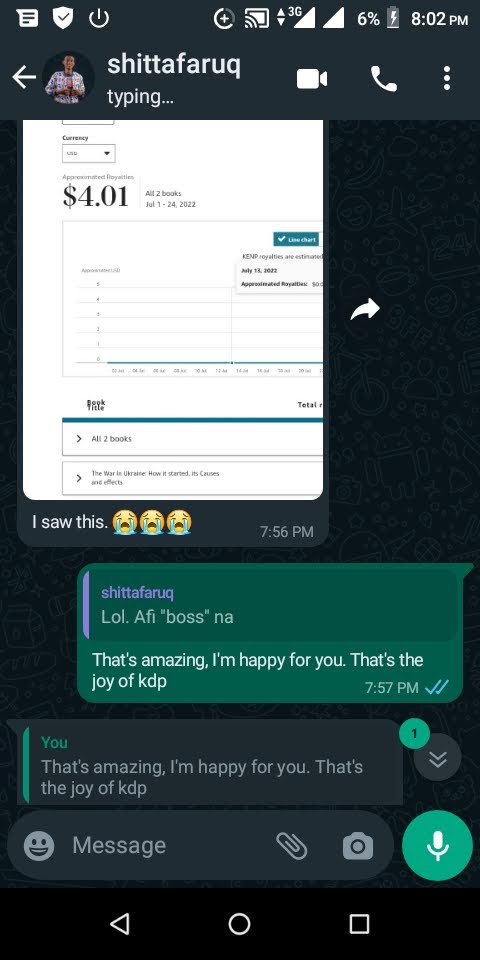 3G
6%
8:02 PM
shittafaruq
typing...
Currency
USD
Approximated Royalties
$4.01
All 2 books
Jul 1 - 24, 2022
Line chart
KENP royalties are estimated
July 13, 2022
Approximated USD
Approximated Royalties: $0.0
5
4
3
2
1
0
02 Jul 04 Jul 06 Jul 08 Jul 10 Jul 12 Jul 14 Jul 16 Jul 18 Jul 20 Jul
Book
Title
Total r
All 2 books
The War in Ukraine: How it started, its Causes
and effects
I saw this. 😭😭😭
7:56 PM
shittafaruq
Lol. Afi "boss" na
That's amazing, I'm happy for you. That's the
joy of kdp
7:57 PM
1
You
That's amazing, I'm happy for you. That's
the joy of kdp
Message